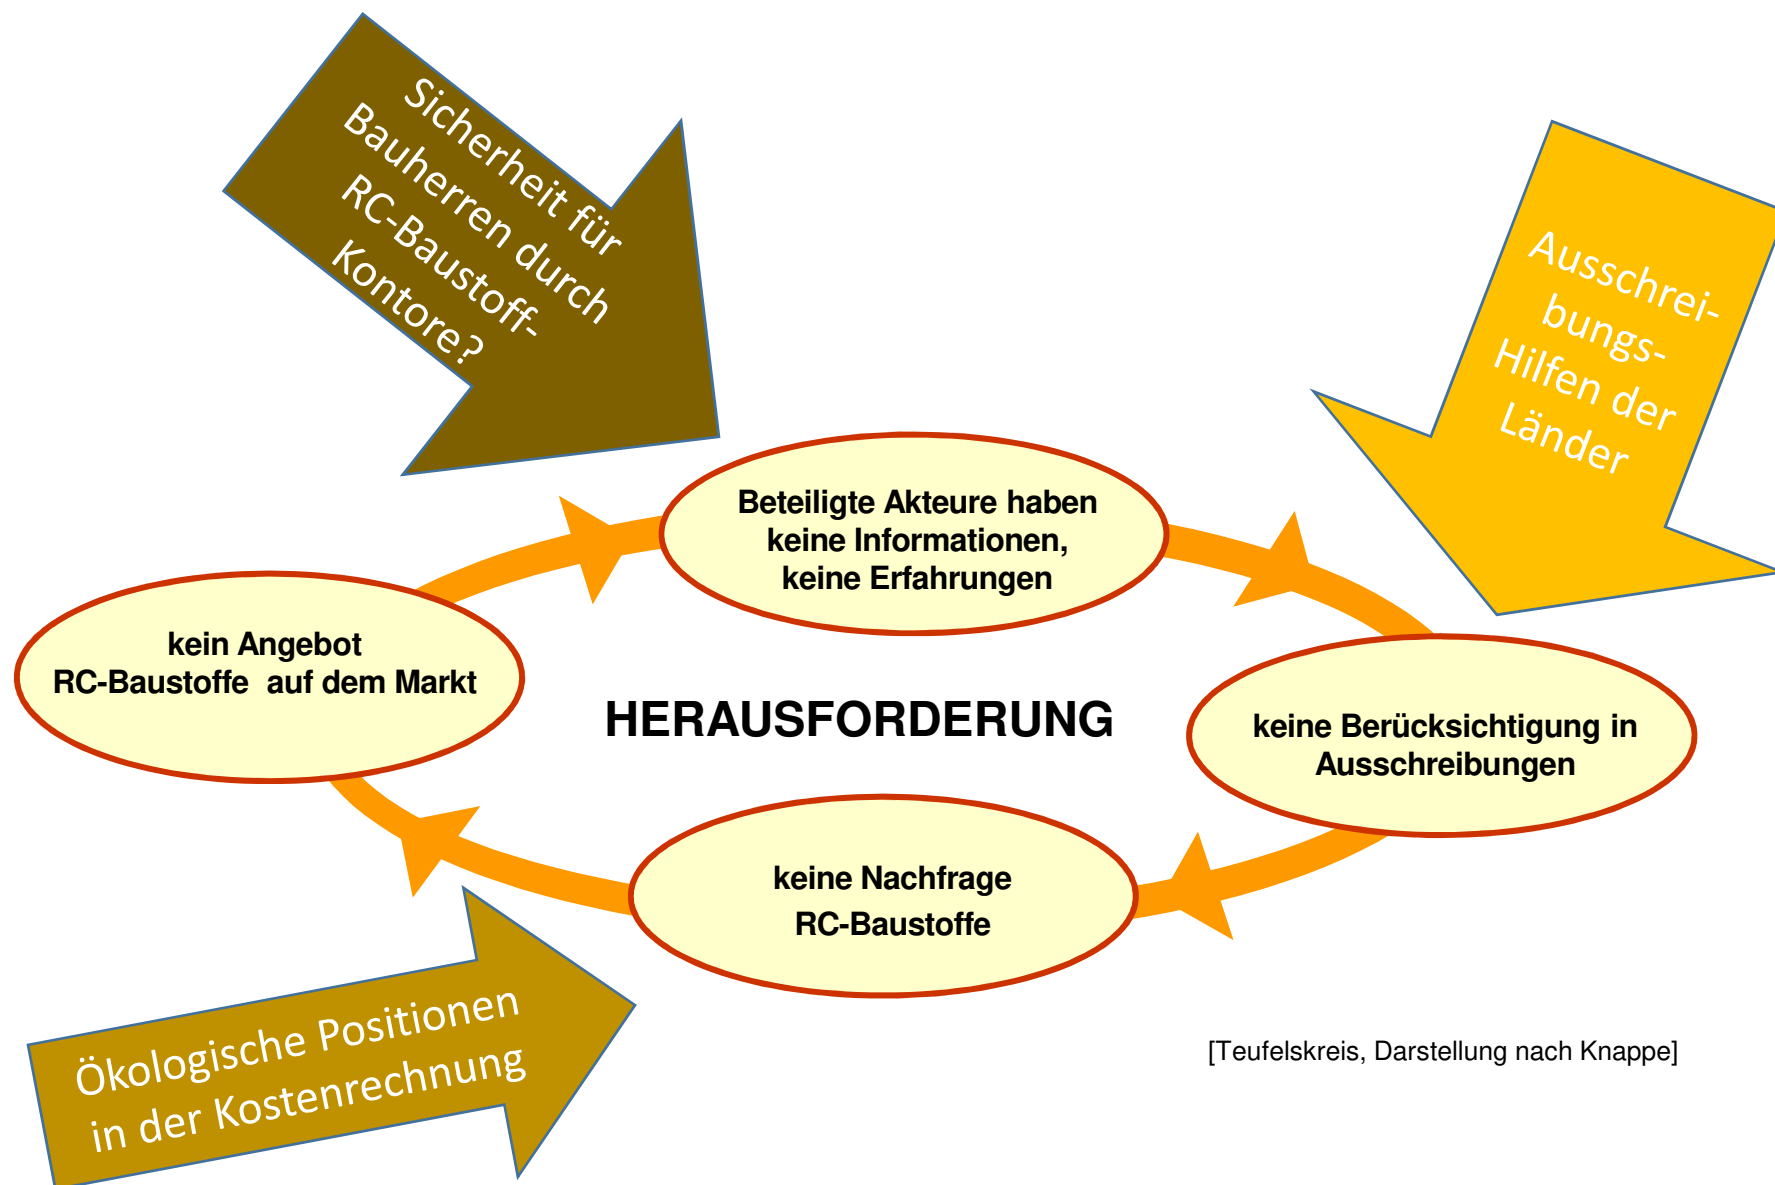 Sicherheit für
Bauherren durch
RC-Baustoff-
Kontore?
Ausschrei-
bungs-
Hilfen der
Länder
Beteiligte Akteure haben
keine Informationen,
keine Erfahrungen
kein Angebot
RC-Baustoffe auf dem Markt
HERAUSFORDERUNG
keine Berücksichtigung in
Ausschreibungen
keine Nachfrage
RC-Baustoffe
Ökologische Positionen
in der Kostenrechnung
[Teufelskreis, Darstellung nach Knappe]